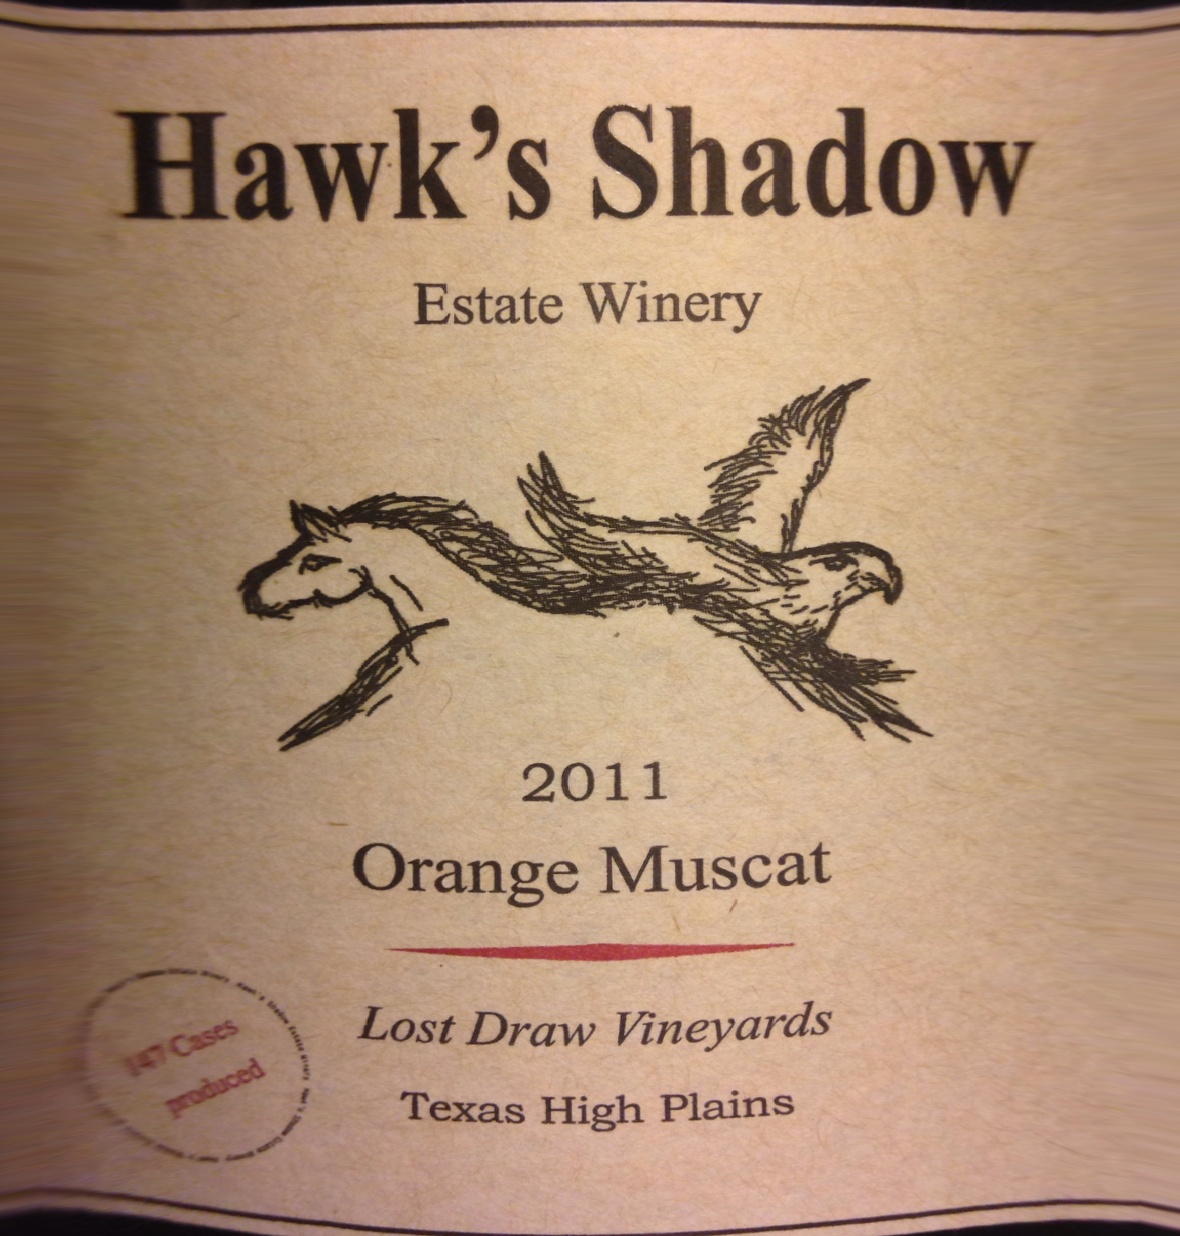 Hawk’s Shadow
Estate Winery
2011
Orange Muscat
Lost Draw Vineyards
Texas High Plains
147 Cases
produced